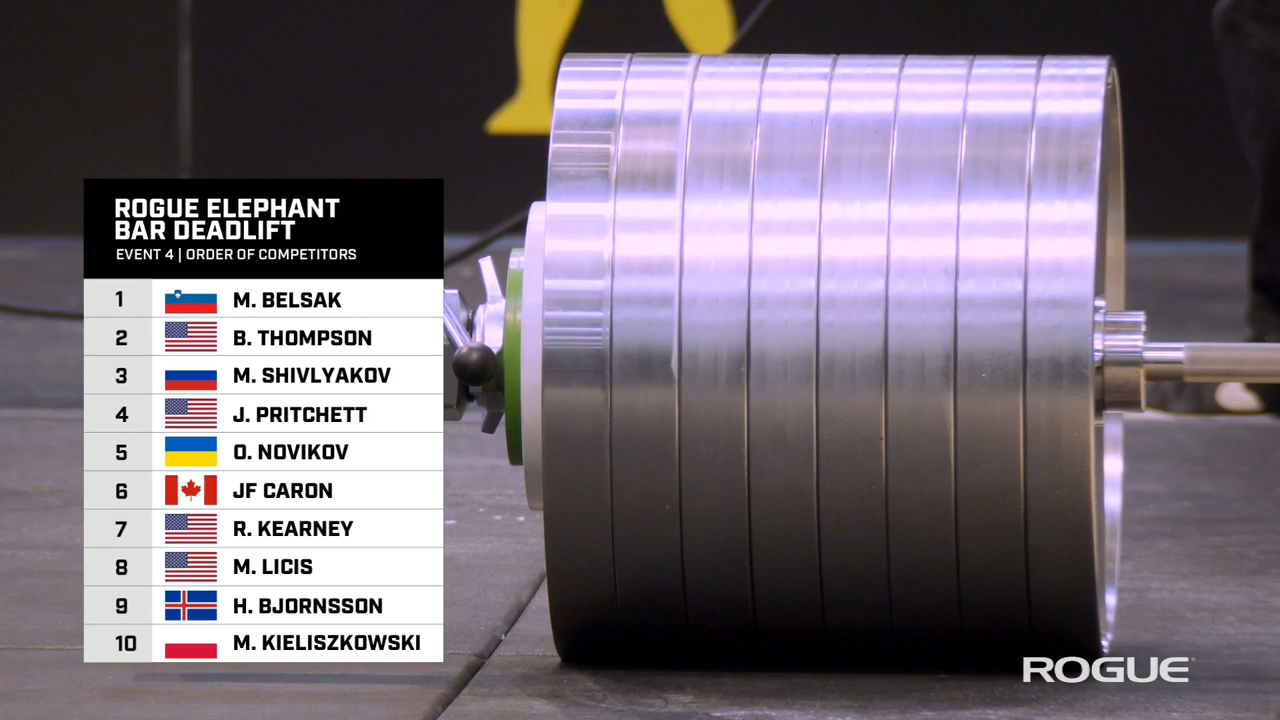 ROGUE ELEPHANT
BAR DEADLIFT
EVENT 4 | ORDER OF COMPETITORS
1 M. BELSAK
2 B. THOMPSON
3 M. SHIVLYAKOV
4 J. PRITCHETT
5 O. NOVIKOV
6 JF CARON
7 R. KEARNEY
8 M. LICIS
9 H. BJORNSSON
10 M. KIELISZKOWSKI
ROGUE